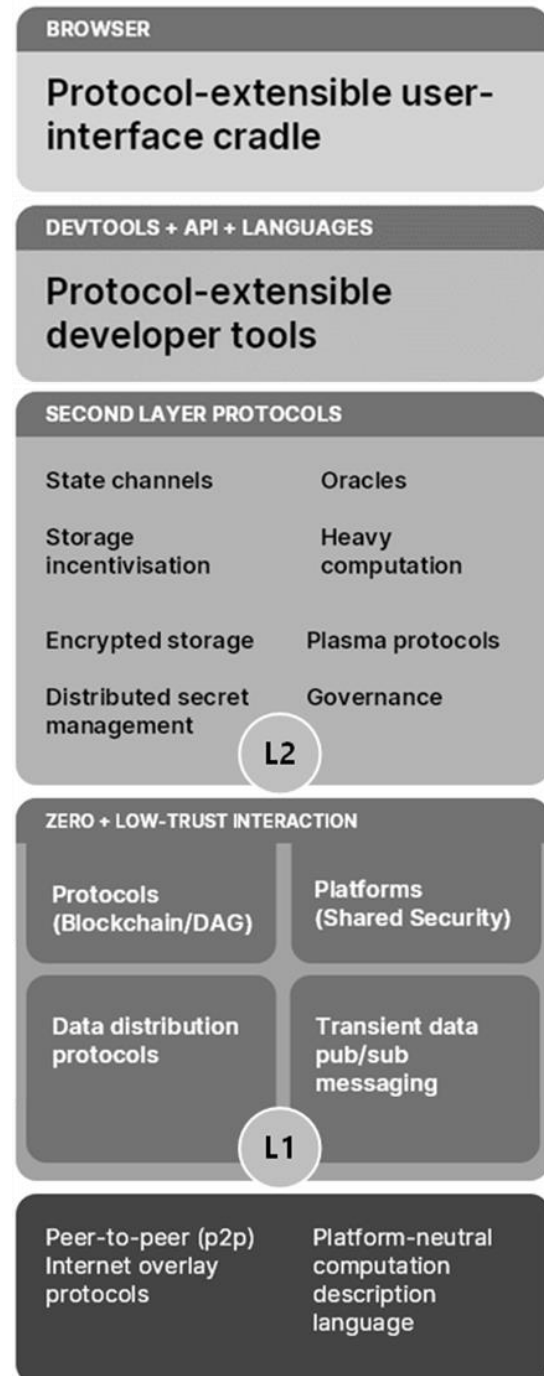 BROWSER
Protocol-extensible user-
interface cradle
DEVTOOLS + API + LANGUAGES
Protocol-extensible
developer tools
SECOND LAYER PROTOCOLS
State channels
Oracles
Storage
incentivisation
Heavy
computation
Encrypted storage
Plasma protocols
Distributed secret
management
Governance
L2
ZERO + LOW-TRUST INTERACTION
Protocols
(Blockchain/DAG)
Platforms
(Shared Security)
Data distribution
protocols
Transient data
pub/sub
messaging
L1
Peer-to-peer (p2p)
Internet overlay
protocols
Platform-neutral
computation
description
language